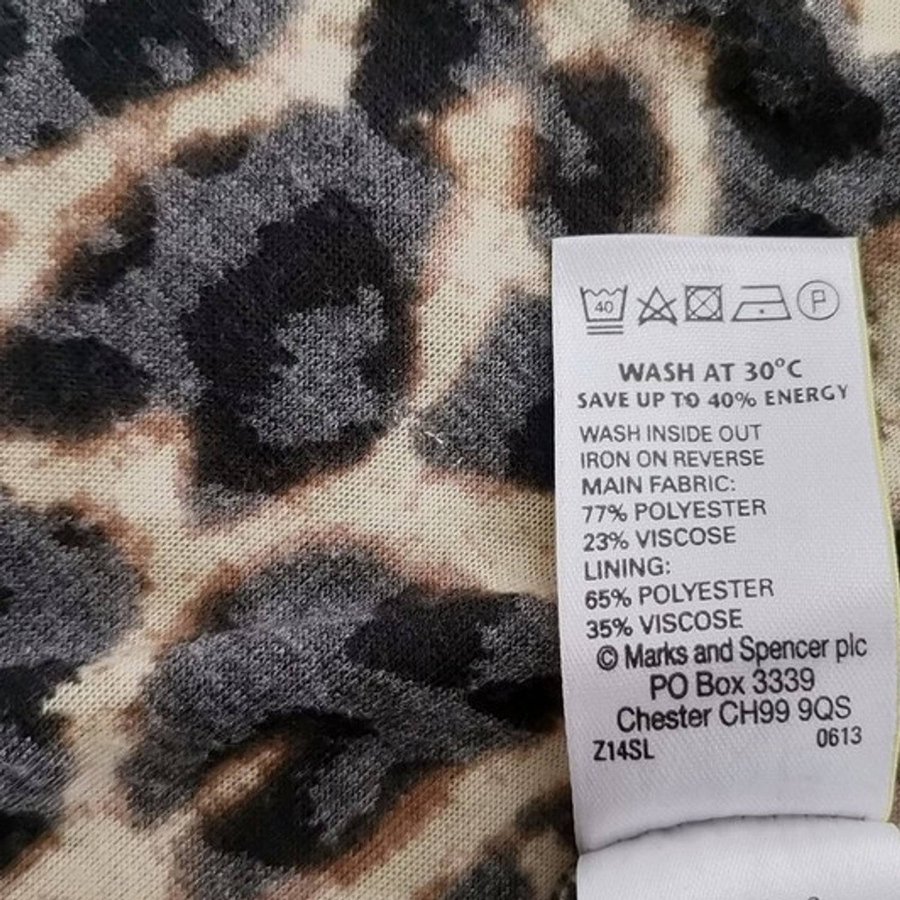 40 P
WASH AT 30°C
SAVE UP TO 40% ENERGY
WASH INSIDE OUT
IRON ON REVERSE
MAIN FABRIC:
77% POLYESTER
23% VISCOSE
LINING:
65% POLYESTER
35% VISCOSE
© Marks and Spencer plc
PO Box 3339
Chester CH99 9QS
Z14SL 0613